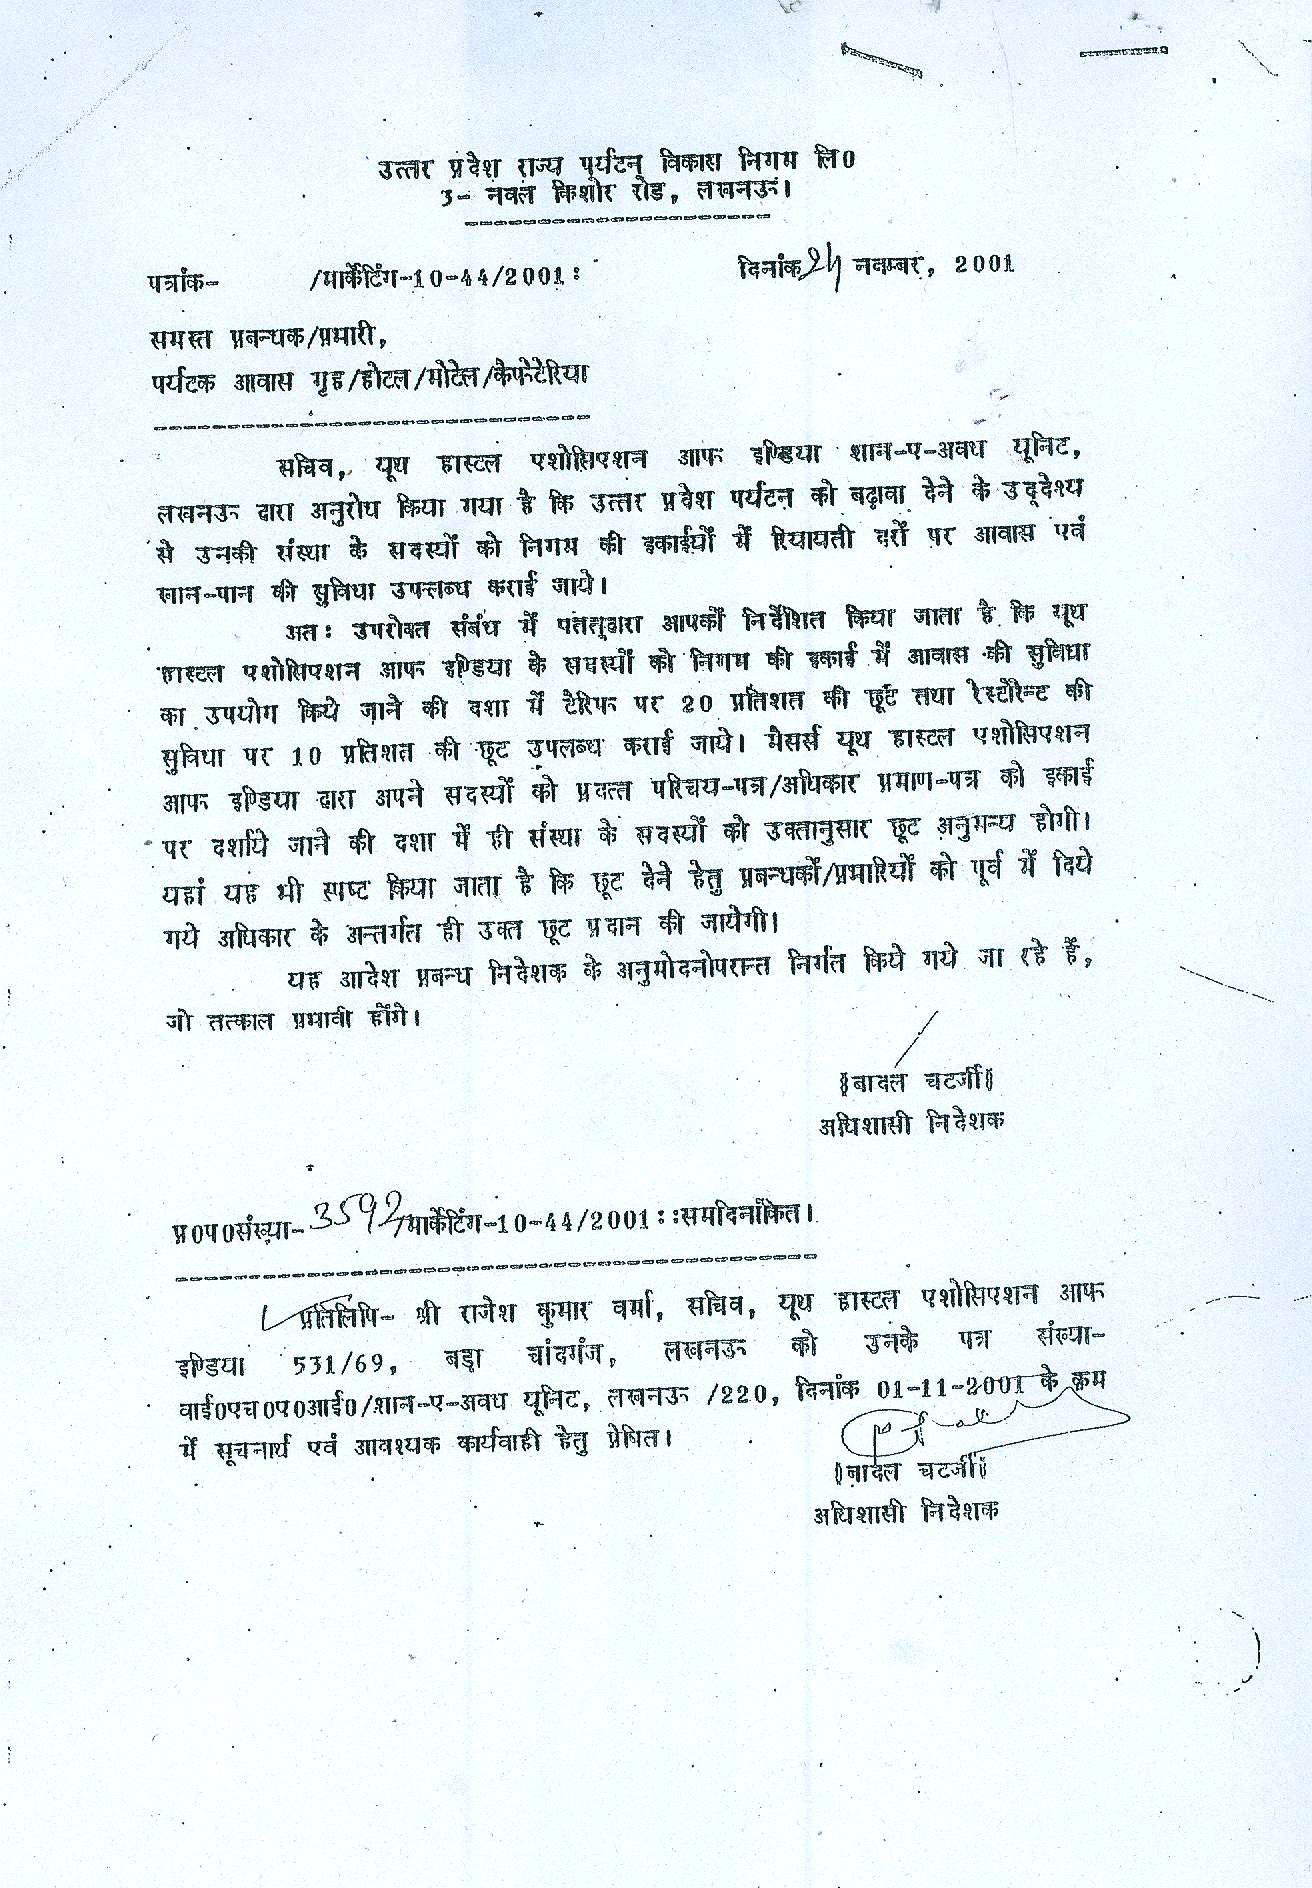 उत्तर प्रदेश राज्य पर्यटन विकास निगम लि0
3- नवल किशोर रोड, लखनऊ।
पत्रांक- /मार्केटिंग-10-44/2001: दिनांक नवम्बर, 2001
समस्त प्रबन्धक/प्रभारी,
पर्यटक आवास गृह/होटल/मोटेल/कैफेटेरिया
सचिव, यूथ हास्टल एशोसिएशन आफ इण्डिया शान-ए-अवध यूनिट,
लखनऊ द्वारा अनुरोध किया गया है कि उत्तर प्रदेश पर्यटन को बढ़ावा देने के उद्देश्य
से उनकी संस्था के सदस्यों को निगम की इकाईयों में रियायती दरों पर आवास एवं
खान-पान की सुविधा उपलब्ध कराई जाये।
अतः उपरोक्त संबंध में एतद्द्वारा आपको निर्देशित किया जाता है कि यूथ
हास्टल एशोसिएशन आफ इण्डिया के सदस्यों को निगम की इकाई में आवास की सुविधा
का उपयोग किये जाने की दशा में टैरिफ पर 20 प्रतिशत की छूट तथा रेस्टोरेन्ट की
सुविधा पर 10 प्रतिशत की छूट उपलब्ध कराई जाये। मैसर्स यूथ हास्टल एशोसिएशन
आफ इण्डिया द्वारा अपने सदस्यों को प्रदत्त परिचय-पत्र/अधिकार प्रमाण-पत्र को इकाई
पर दर्शाये जाने की दशा में ही संस्था के सदस्यों को उक्तानुसार छूट अनुमन्य होगी।
यहां यह भी स्पष्ट किया जाता है कि छूट देने हेतु प्रबन्धकों/प्रभारियों को पूर्व में दिये
गये अधिकार के अन्तर्गत ही उक्त छूट प्रदान की जायेगी।
यह आदेश प्रबन्ध निदेशक के अनुमोदनोपरान्त निर्गत किये गये जा रहे हैं,
जो तत्काल प्रभावी होंगे।
(बादल चटर्जी)
अधिशासी निदेशक
प्र0प0संख्या-3592/मार्केटिंग-10-44/2001::समदिनांकित।
प्रतिलिपि- श्री राजेश कुमार वर्मा, सचिव, यूथ हास्टल एशोसिएशन आफ
इण्डिया 531/69, बड़ा चांदगंज, लखनऊ को उनके पत्र संख्या-
वाई0एच0ए0आई0/शान-ए-अवध यूनिट, लखनऊ /220, दिनांक 01-11-2001 के क्रम
में सूचनार्थ एवं आवश्यक कार्यवाही हेतु प्रेषित।
(बादल चटर्जी)
अधिशासी निदेशक